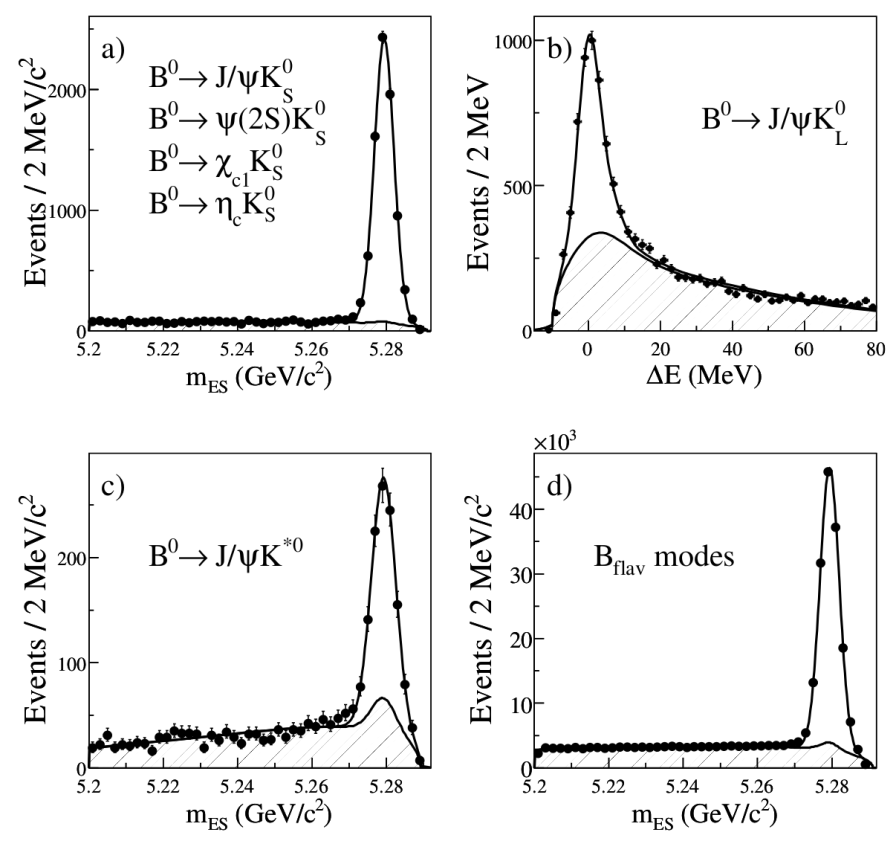 a)
B⁰→ J/ψK⁰S
B⁰→ ψ(2S)K⁰S
B⁰→ χc1K⁰S
B⁰→ ηcK⁰S
Events / 2 MeV/c²
2000
1000
0
5.2 5.22 5.24 5.26 5.28
mES (GeV/c²)
b)
B⁰→ J/ψK⁰L
Events / 2 MeV
1000
500
0
0 20 40 60 80
ΔE (MeV)
c)
B⁰→ J/ψK*⁰
Events / 2 MeV/c²
200
100
0
5.2 5.22 5.24 5.26 5.28
mES (GeV/c²)
×10³
d)
Bflav modes
Events / 2 MeV/c²
40
30
20
10
0
5.2 5.22 5.24 5.26 5.28
mES (GeV/c²)